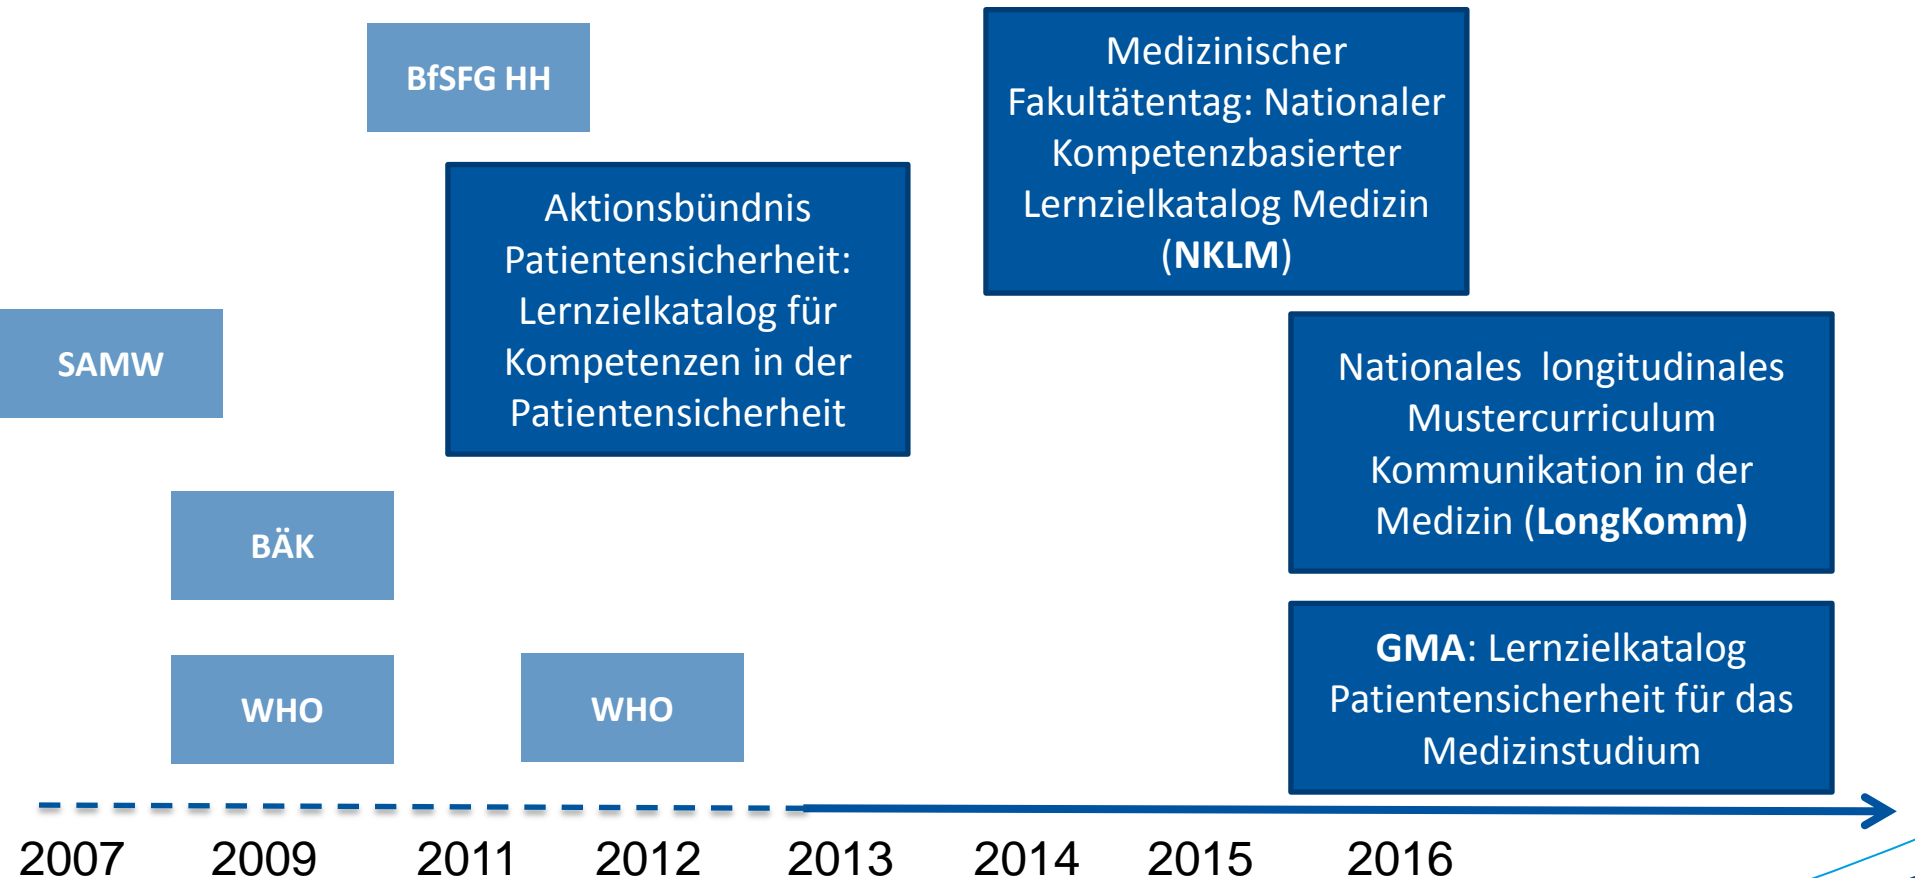 BfSFG HH
Medizinischer
Fakultätentag: Nationaler
Kompetenzbasierter
Lernzielkatalog Medizin
(NKLM)
Aktionsbündnis
Patientensicherheit:
Lernzielkatalog für
Kompetenzen in der
Patientensicherheit
SAMW
Nationales longitudinales
Mustercurriculum
Kommunikation in der
Medizin (LongKomm)
BÄK
GMA: Lernzielkatalog
Patientensicherheit für das
Medizinstudium
WHO
WHO
2007 2009 2011 2012 2013 2014 2015 2016